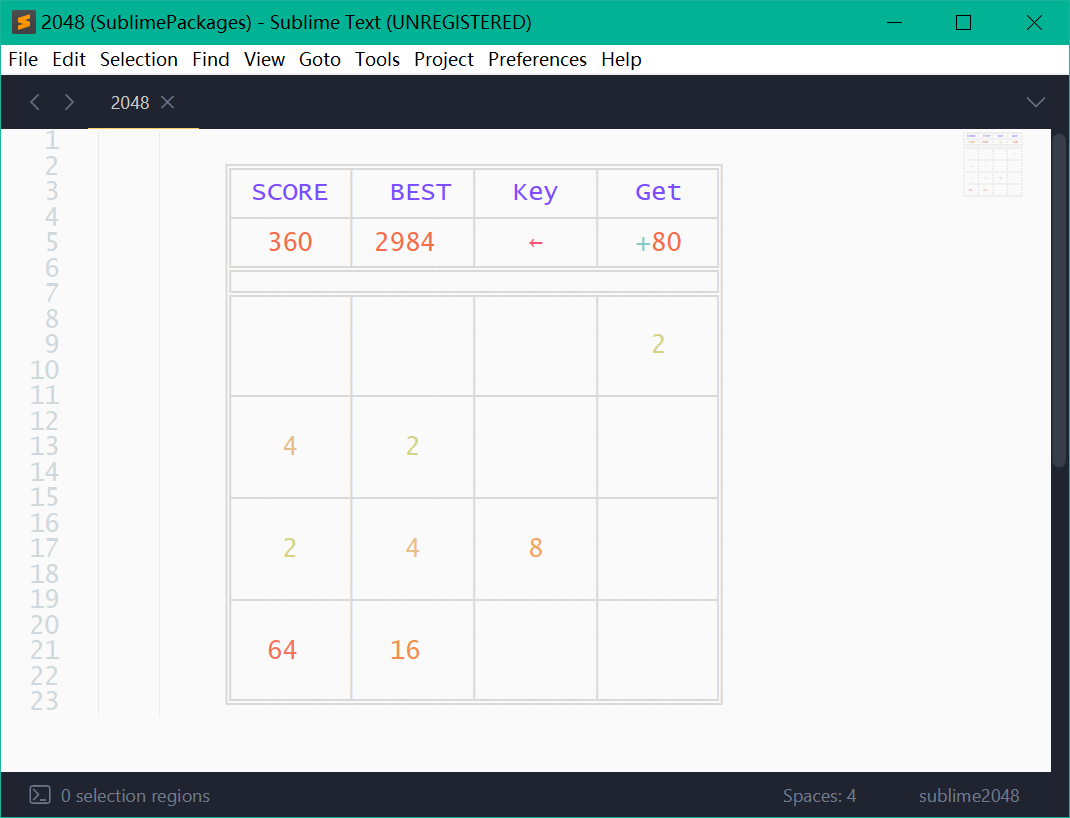 2048 (SublimePackages) - Sublime Text (UNREGISTERED)
File Edit Selection Find View Goto Tools Project Preferences Help
2048
1
2
3 SCORE BEST Key Get
4
5 360 2984 ← +80
6
7
8
9 2
10
11
12
13 4 2
14
15
16
17 2 4 8
18
19
20
21 64 16
22
23
0 selection regions Spaces: 4 sublime2048